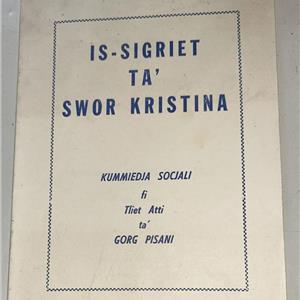 IS-SIGRIET
TA'
SWOR KRISTINA
KUMMIEDJA SOCJALI
fi
Tliet Atti
ta'
GORG PISANI